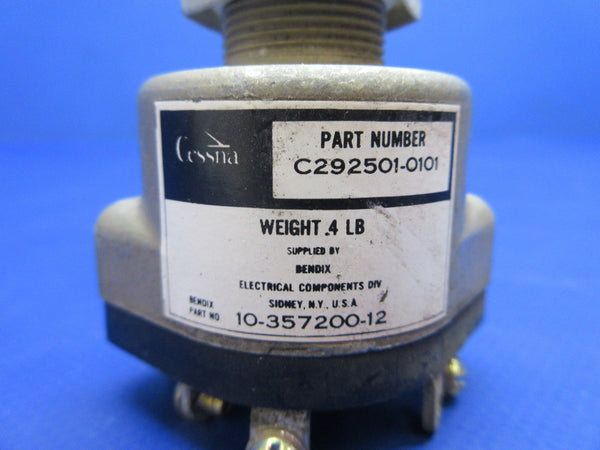 Cessna
PART NUMBER
C292501-0101
WEIGHT .4 LB
SUPPLIED BY
BENDIX
ELECTRICAL COMPONENTS DIV
SIDNEY, N.Y., U.S.A.
BENDIX
PART NO 10-357200-12